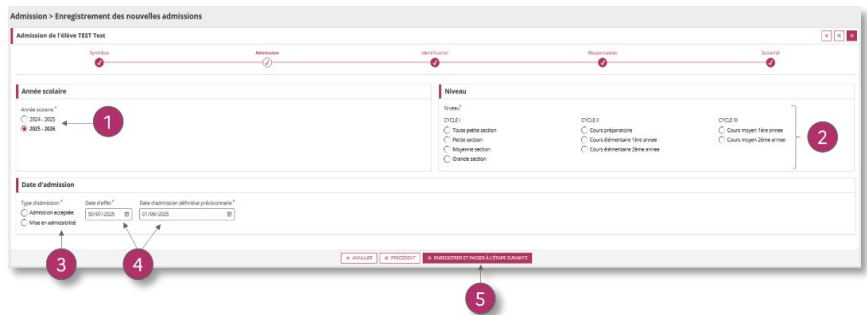 Admission > Enregistrement des nouvelles admissions
Admission de l'élève TEST Test
Synthèse Admission Identification Responsables Scolarité
Année scolaire
Année scolaire *
2024 - 2025
2025 - 2026
1
Niveau
Niveau *
CYCLE I CYCLE II CYCLE III
Toute petite section Cours préparatoire Cours moyen 1ère annee
Petite section Cours élémentaire 1ère annee Cours moyen 2ème annee
Moyenne section Cours élémentaire 2ème annee
Grande section
2
Date d'admission
Type d'admission * Date d'effet * Date d'admission définitive prévisionnelle *
Admission acceptée 30/07/2025 01/09/2025
Mise en admissibilité
3 4
« ANNULER « PRÉCÉDENT » ENREGISTRER ET PASSER À L'ÉTAPE SUIVANTE
5